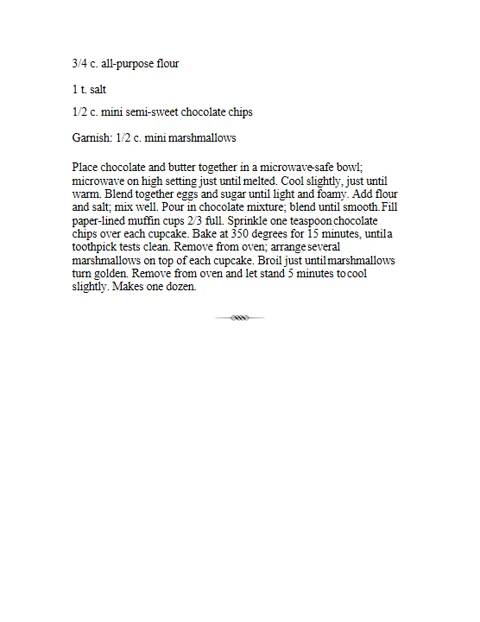 3/4 c. all-purpose flour
1 t. salt
1/2 c. mini semi-sweet chocolate chips
Garnish: 1/2 c. mini marshmallows
Place chocolate and butter together in a microwave-safe bowl;
microwave on high setting just until melted. Cool slightly, just until
warm. Blend together eggs and sugar until light and foamy. Add flour
and salt; mix well. Pour in chocolate mixture; blend until smooth. Fill
paper-lined muffin cups 2/3 full. Sprinkle one teaspoon chocolate
chips over each cupcake. Bake at 350 degrees for 15 minutes, until a
toothpick tests clean. Remove from oven; arrange several
marshmallows on top of each cupcake. Broil just until marshmallows
turn golden. Remove from oven and let stand 5 minutes to cool
slightly. Makes one dozen.